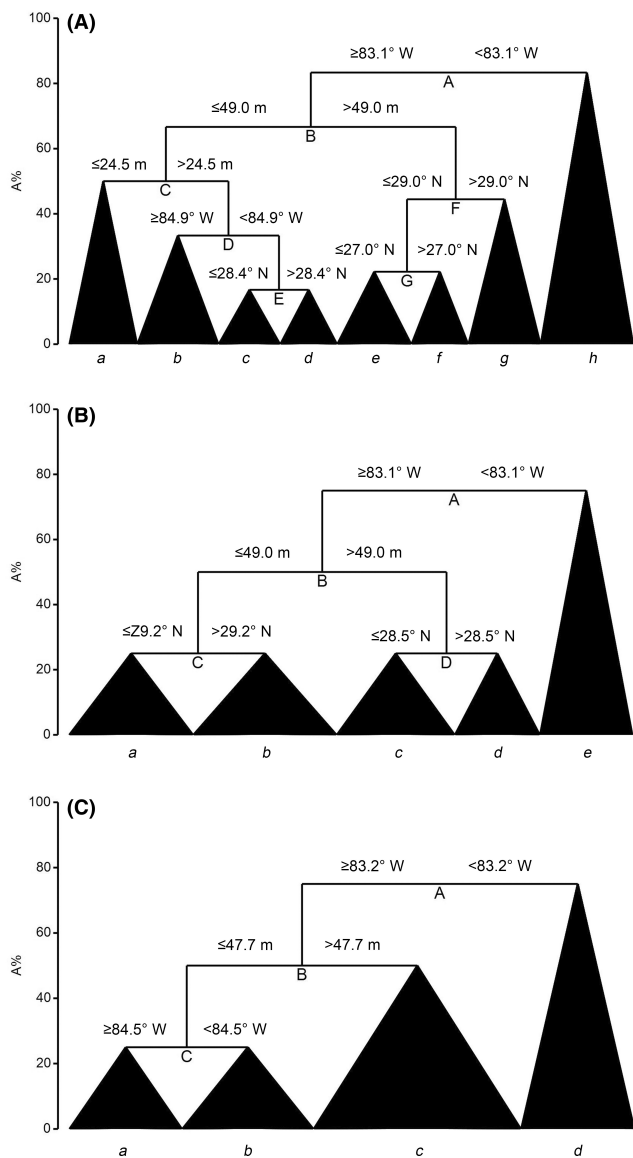 (A)
100
≥83.1° W <83.1° W
80
A
≤49.0 m >49.0 m
B
60
A%
≤24.5 m >24.5 m
≤29.0° N >29.0° N
C
F
40
≥84.9° W <84.9° W
D
≤27.0° N >27.0° N
≤28.4° N >28.4° N
G
20
E
0
a b c d e f g h
(B)
100
≥83.1° W <83.1° W
80
A
60
≤49.0 m >49.0 m
B
A%
40
≤Z9.2° N >29.2° N
≤28.5° N >28.5° N
C D
20
0
a b c d e
(C)
100
≥83.2° W <83.2° W
80
A
60
≤47.7 m >47.7 m
B
A%
40
≥84.5° W <84.5° W
C
20
0
a b c d